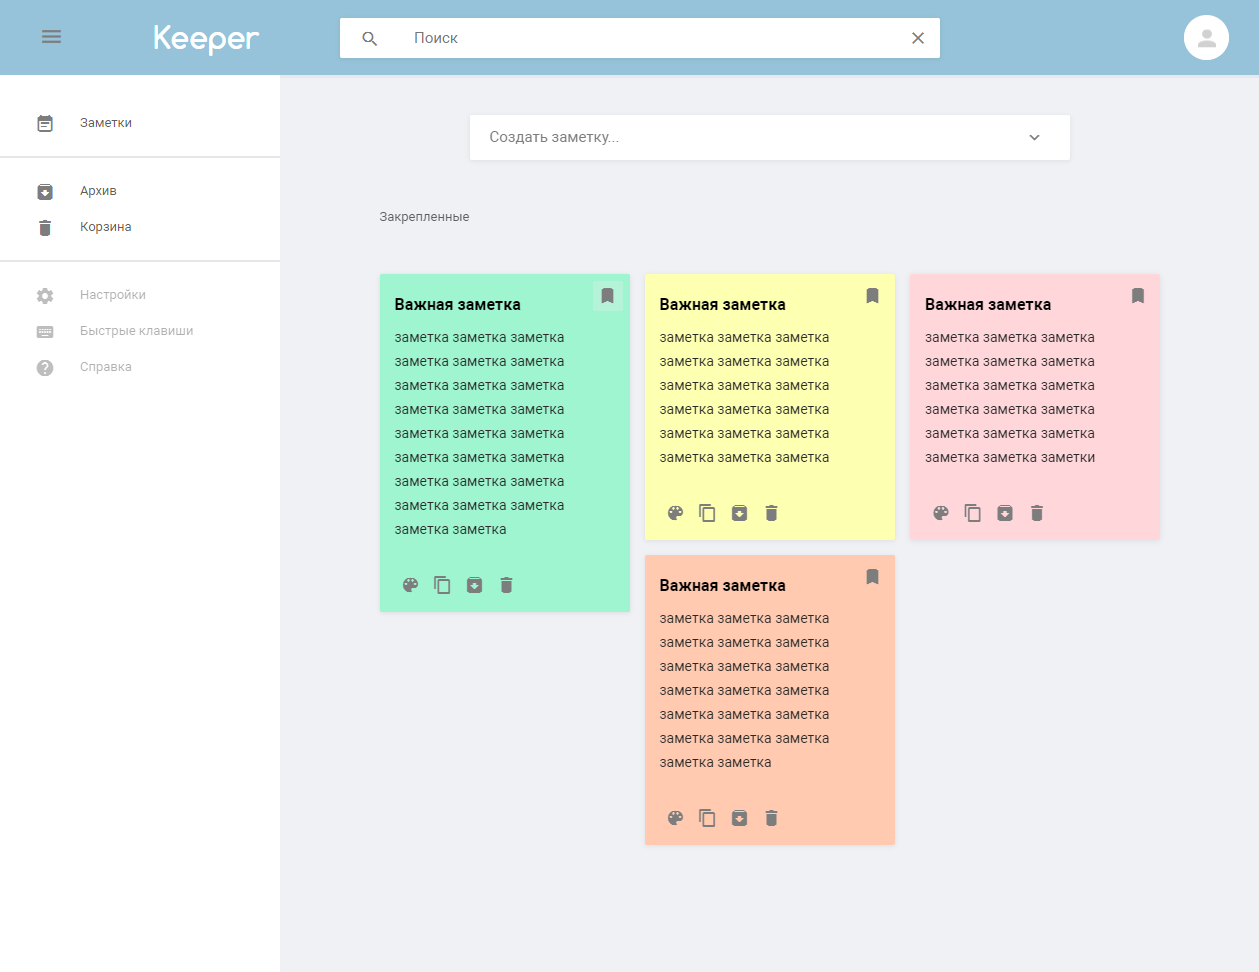 Keeper
Поиск
Заметки
Архив
Корзина
Настройки
Быстрые клавиши
Справка
Создать заметку...
Закрепленные
Важная заметка
заметка заметка заметка
заметка заметка заметка
заметка заметка заметка
заметка заметка заметка
заметка заметка заметка
заметка заметка заметка
заметка заметка заметка
заметка заметка заметка
заметка заметка
Важная заметка
заметка заметка заметка
заметка заметка заметка
заметка заметка заметка
заметка заметка заметка
заметка заметка заметка
заметка заметка заметка
Важная заметка
заметка заметка заметка
заметка заметка заметка
заметка заметка заметка
заметка заметка заметка
заметка заметка заметка
заметка заметка заметки
Важная заметка
заметка заметка заметка
заметка заметка заметка
заметка заметка заметка
заметка заметка заметка
заметка заметка заметка
заметка заметка заметка
заметка заметка